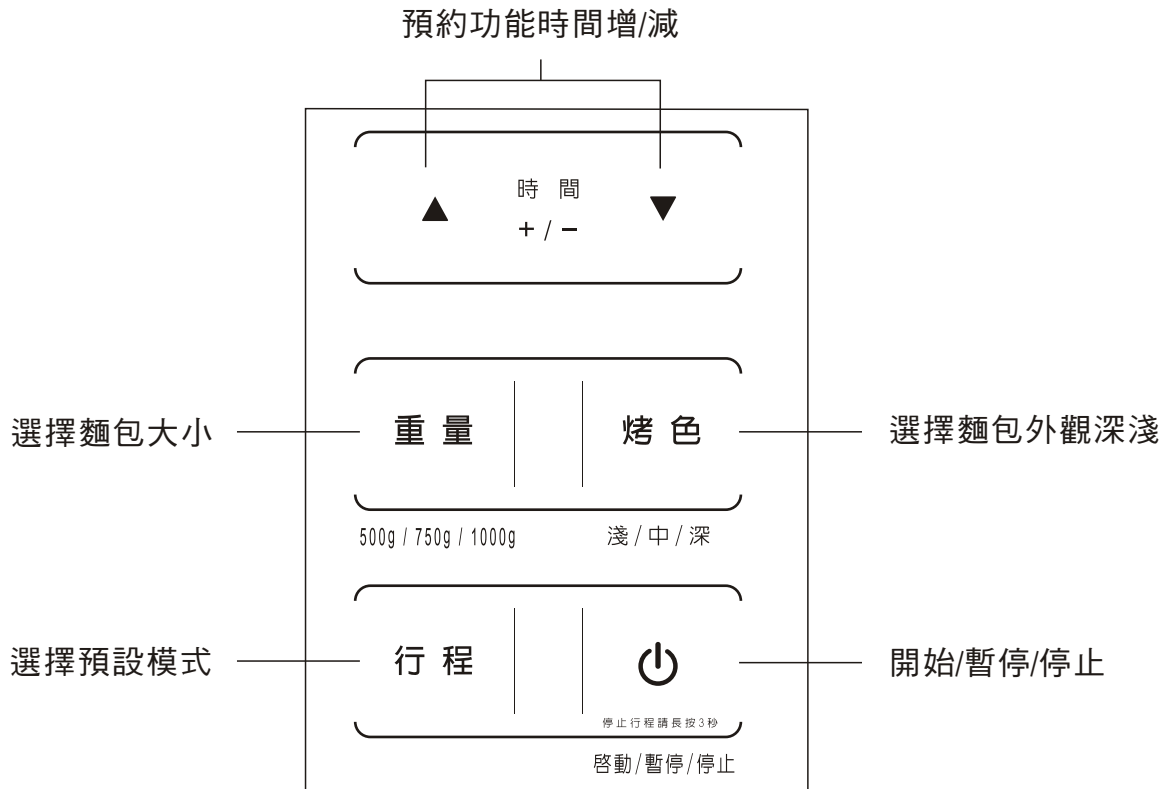 預約功能時間增/減
時間
▲ +/− ▼
選擇麵包大小 重量 烤色 選擇麵包外觀深淺
500g / 750g / 1000g 淺/中/深
選擇預設模式 行程 開始/暫停/停止
停止行程請長按3秒
啓動/暫停/停止